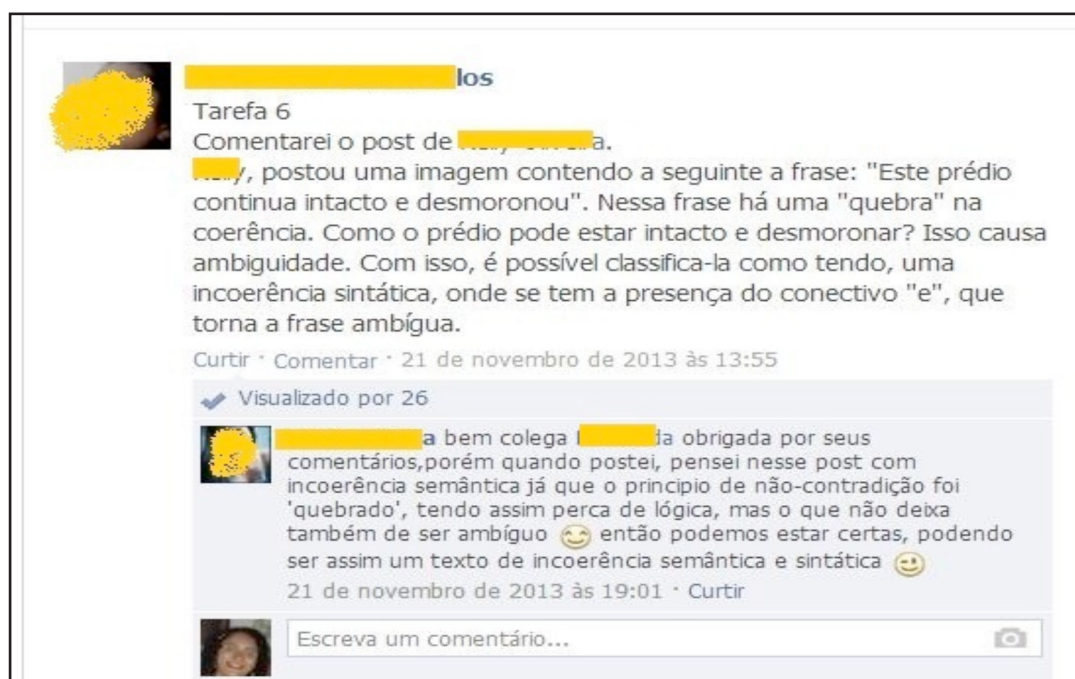 los
Tarefa 6
Comentarei o post de a.
y, postou uma imagem contendo a seguinte a frase: "Este prédio
continua intacto e desmoronou". Nessa frase há uma "quebra" na
coerência. Como o prédio pode estar intacto e desmoronar? Isso causa
ambiguidade. Com isso, é possível classifica-la como tendo, uma
incoerência sintática, onde se tem a presença do conectivo "e", que
torna a frase ambígua.
Curtir · Comentar · 21 de novembro de 2013 às 13:55
Visualizado por 26
a bem colega da obrigada por seus
comentários,porém quando postei, pensei nesse post com
incoerência semântica já que o principio de não-contradição foi
'quebrado', tendo assim perca de lógica, mas o que não deixa
também de ser ambíguo então podemos estar certas, podendo
ser assim um texto de incoerência semântica e sintática
21 de novembro de 2013 às 19:01 · Curtir
Escreva um comentário...